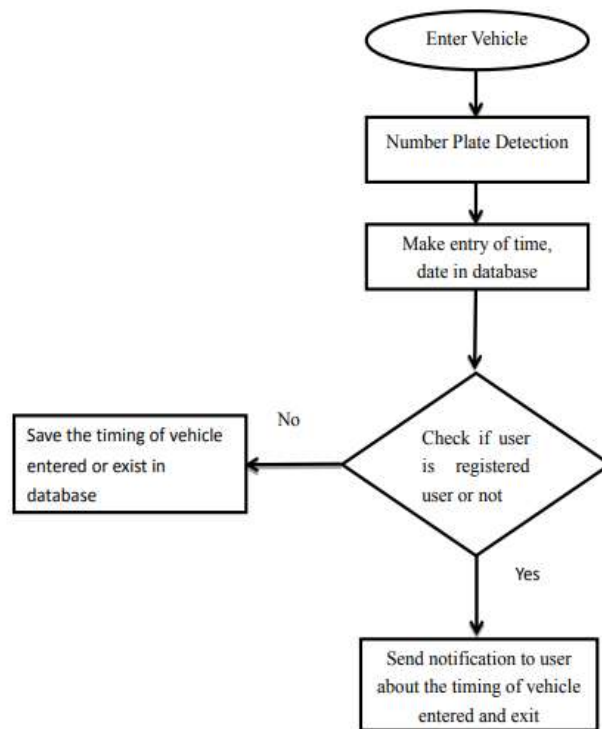 Enter Vehicle
Number Plate Detection
Make entry of time,
date in database
Check if user
is registered
user or not
No
Save the timing of vehicle
entered or exist in
database
Yes
Send notification to user
about the timing of vehicle
entered and exit